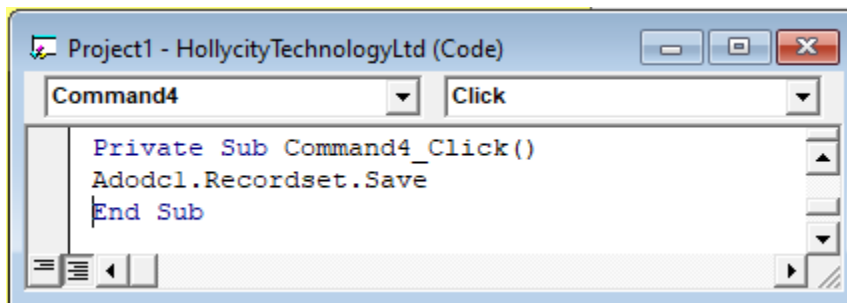 Project1 - HollycityTechnologyLtd (Code)
Command4 Click
Private Sub Command4_Click()
Adodc1.Recordset.Save
End Sub